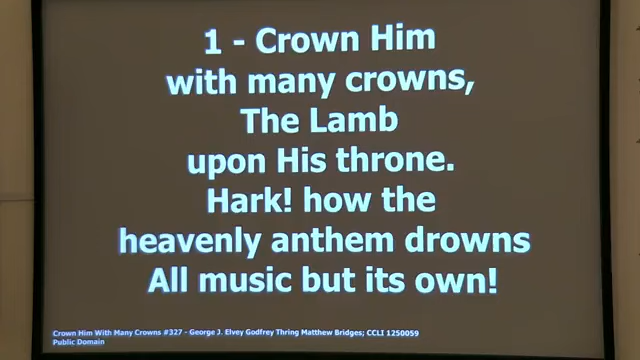 1 - Crown Him
with many crowns,
The Lamb
upon His throne.
Hark! how the
heavenly anthem drowns
All music but its own!
Crown Him With Many Crowns #327 - George J. Elvey Godfrey Thring Matthew Bridges; CCLI 1250059
Public Domain